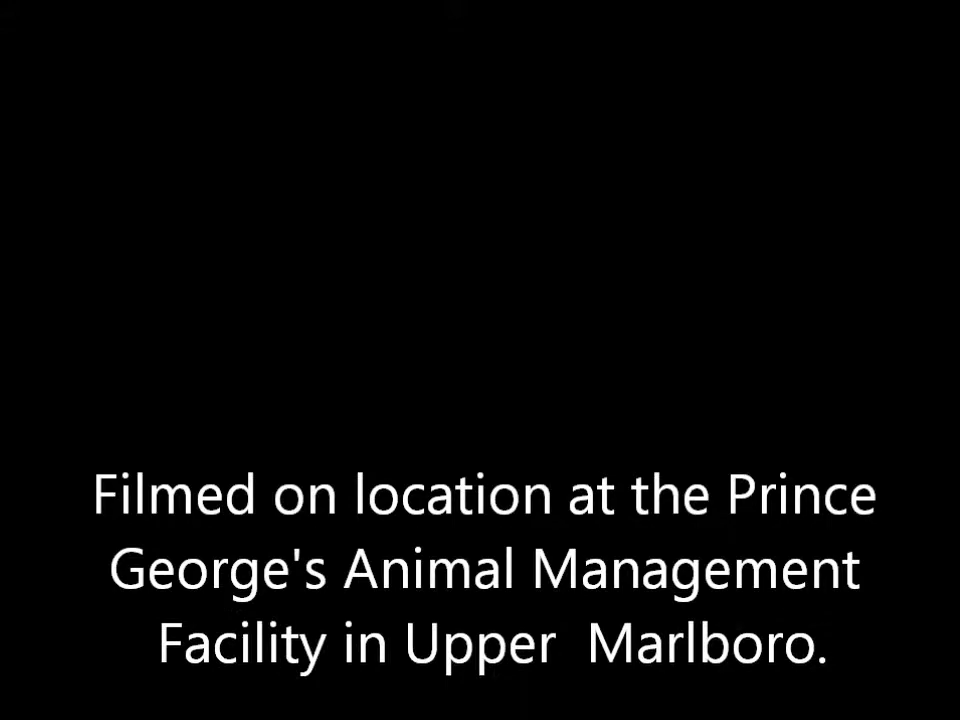 Filmed on location at the Prince
George's Animal Management
Facility in Upper  Marlboro.